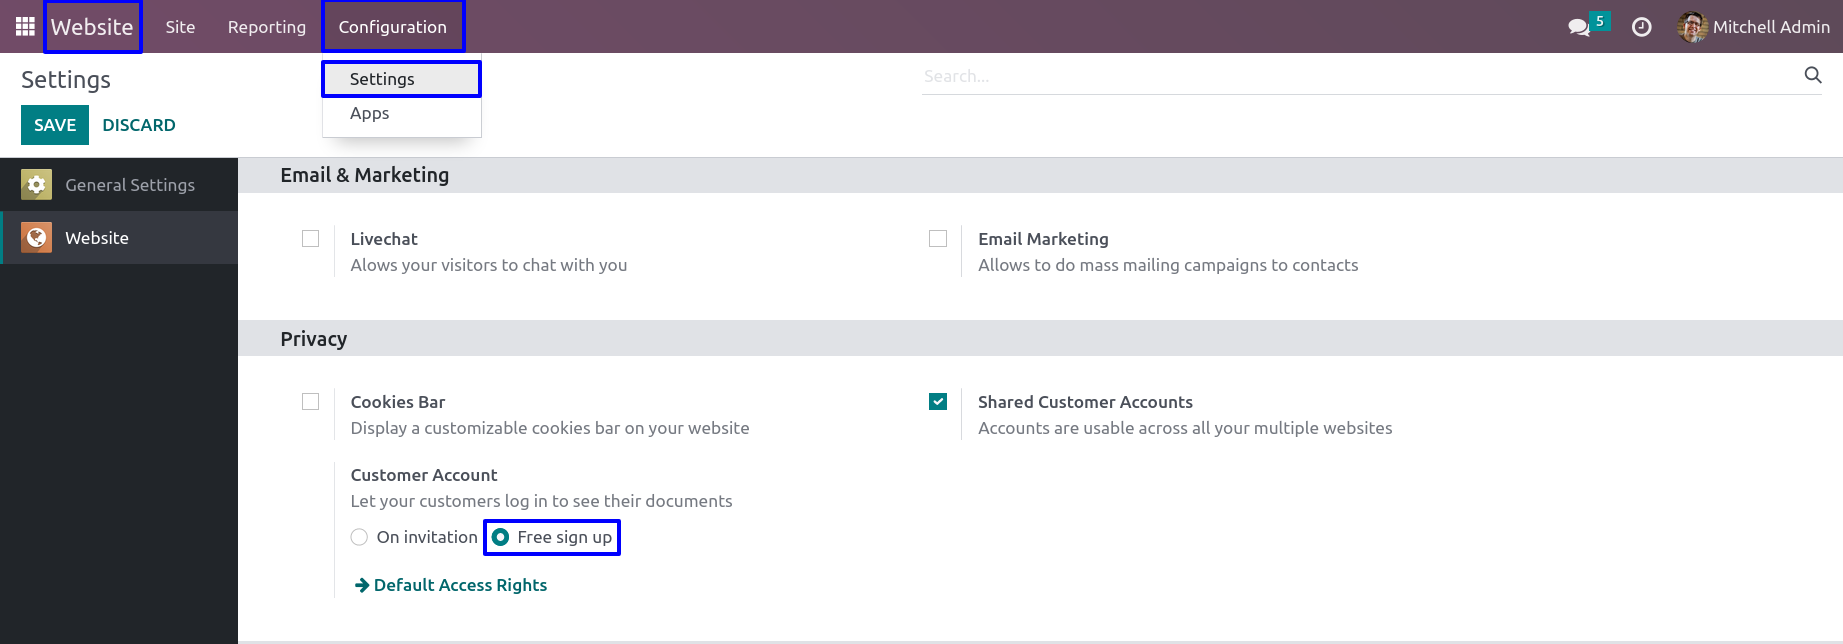 Website Site Reporting Configuration 5 Mitchell Admin
Settings Settings Search...
Apps
SAVE DISCARD
General Settings
Website
Email & Marketing
Livechat Email Marketing
Alows your visitors to chat with you Allows to do mass mailing campaigns to contacts
Privacy
Cookies Bar Shared Customer Accounts
Display a customizable cookies bar on your website Accounts are usable across all your multiple websites
Customer Account
Let your customers log in to see their documents
On invitation Free sign up
Default Access Rights